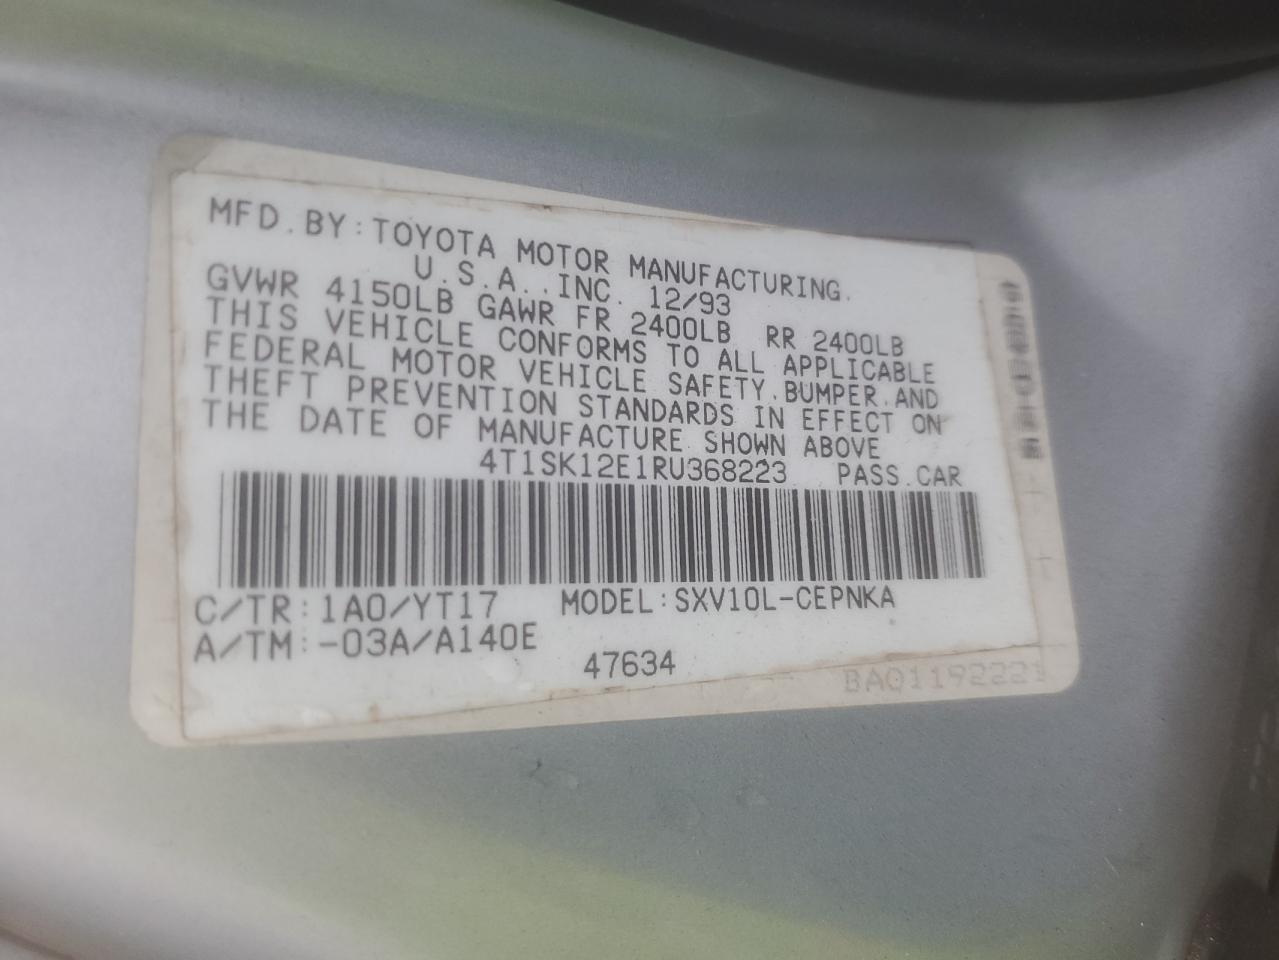 MFD. BY: TOYOTA MOTOR MANUFACTURING.
U.S.A., INC. 12/93
GVWR 4150LB GAWR FR 2400LB RR 2400LB
THIS VEHICLE CONFORMS TO ALL APPLICABLE
FEDERAL MOTOR VEHICLE SAFETY, BUMPER, AND
THEFT PREVENTION STANDARDS IN EFFECT ON
THE DATE OF MANUFACTURE SHOWN ABOVE
4T1SK12E1RU368223 PASS. CAR
C/TR: 1A0/YT17 MODEL: SXV10L-CEPNKA
A/TM: -03A/A140E
47634
BA01192221